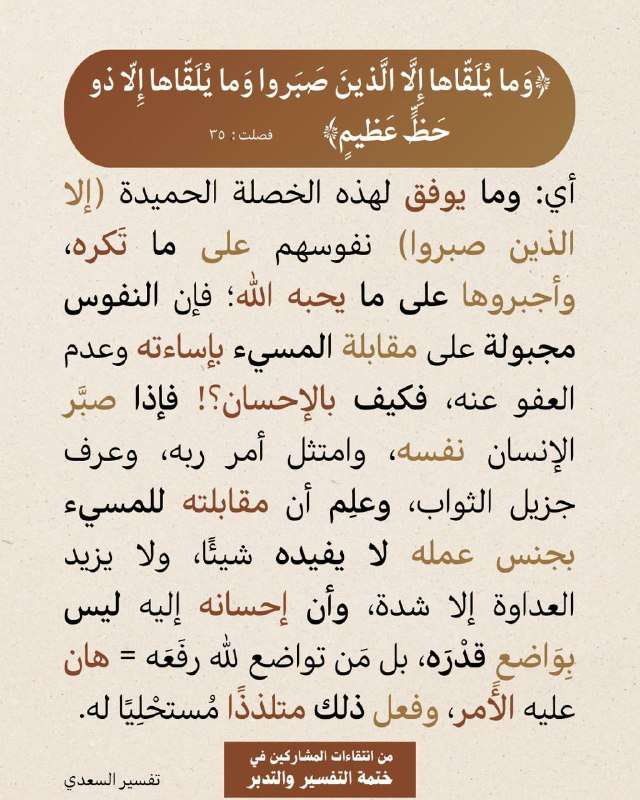 ﴿وَما يُلَقّاها إِلَّا الَّذينَ صَبَروا وَما يُلَقّاها إِلّا ذو
حَظٍّ عَظيمٍ﴾ فصلت: ٣٥
أي: وما يوفق لهذه الخصلة الحميدة (إلا
الذين صبروا) نفوسهم على ما تَكره،
وأجبروها على ما يحبه الله؛ فإن النفوس
مجبولة على مقابلة المسيء بإساءته وعدم
العفو عنه، فكيف بالإحسان؟! فإذا صبَّر
الإنسان نفسه، وامتثل أمر ربه، وعرف
جزيل الثواب، وعلِم أن مقابلته للمسيء
بجنس عمله لا يفيده شيئًا، ولا يزيد
العداوة إلا شدة، وأن إحسانه إليه ليس
بِوَاضعٍ قدْرَه، بل مَن تواضع لله رفَعَه = هان
عليه الأمر، وفعل ذلك متلذذًا مُستحْلِيًا له.
من انتقاءات المشاركين في
ختمة التفسير والتدبر
تفسير السعدي